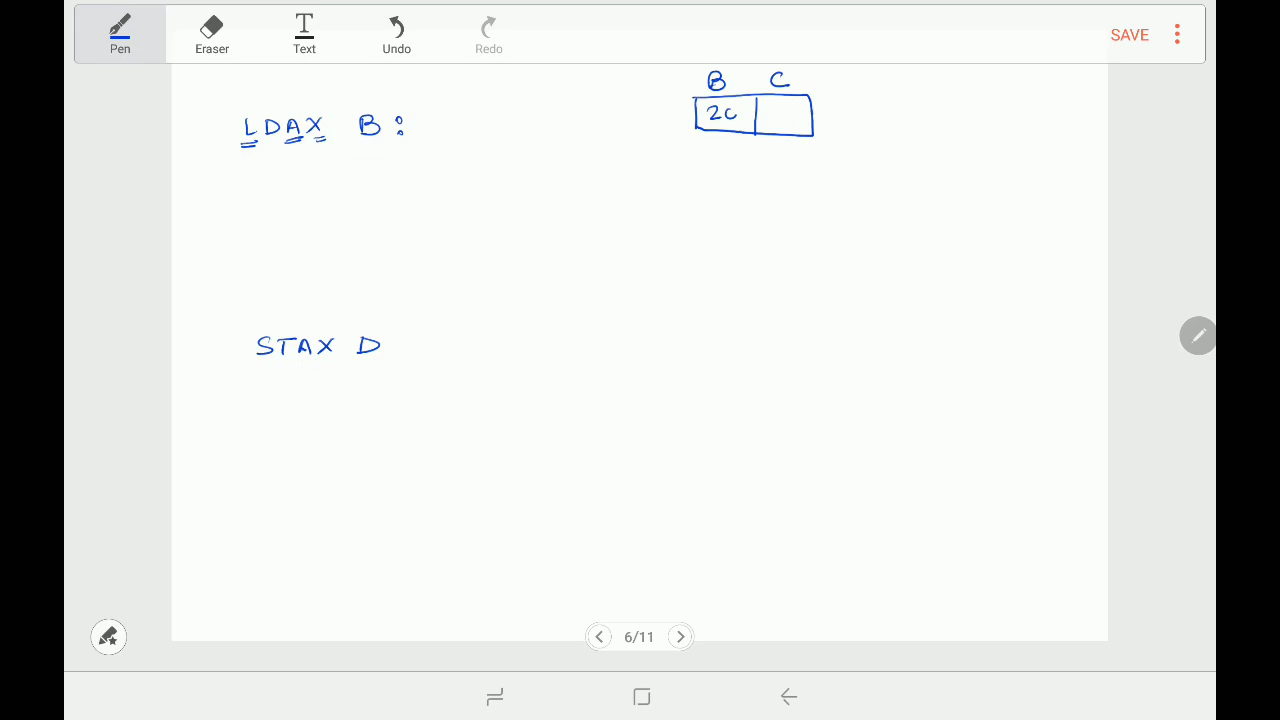 Pen Eraser Text Undo Redo SAVE
B C
LDAX B: 2C
STAX D
6/11